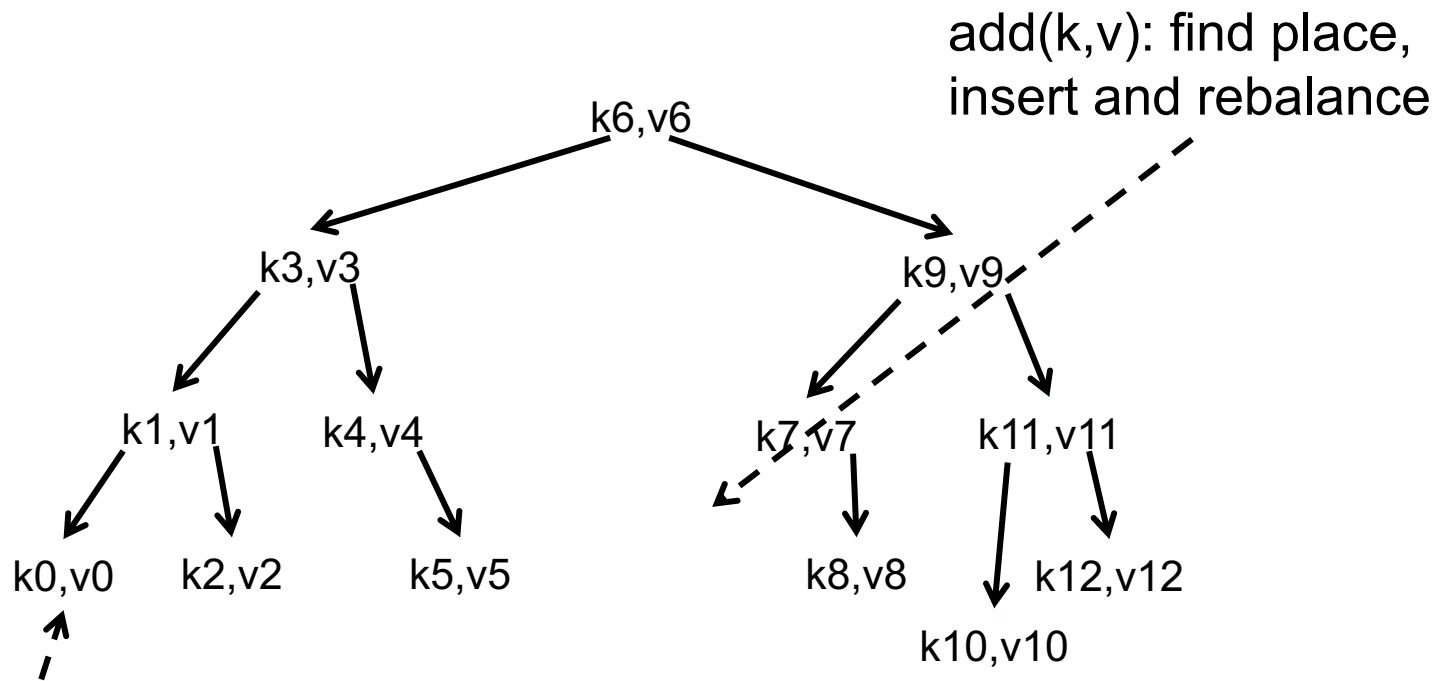 add(k,v): find place,
insert and rebalance
k6,v6
k3,v3
k9,v9
k1,v1
k4,v4
k7,v7
k11,v11
k0,v0
k2,v2
k5,v5
k8,v8
k12,v12
k10,v10